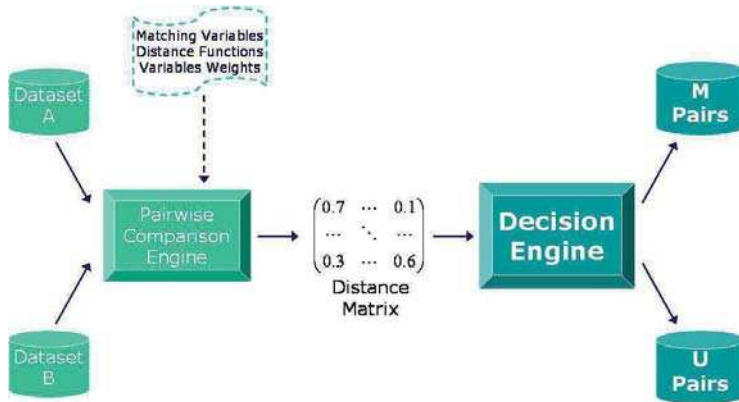 Matching Variables
Distance Functions
Variables Weights
Dataset
A
M
Pairs
Pairwise
Comparison
Engine
0.7 ⋯ 0.1
⋯ ⋱ ⋯
0.3 ⋯ 0.6
Distance
Matrix
Decision
Engine
Dataset
B
U
Pairs